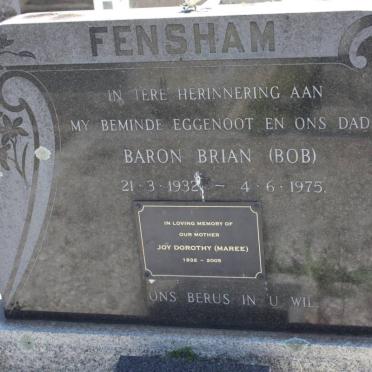 FENSHAM
IN TERE HERINNERING AAN
MY BEMINDE EGGENOOT EN ONS DAD
BARON BRIAN (BOB)
21·3·1932 – 4·6·1975.
IN LOVING MEMORY OF
OUR MOTHER
JOY DOROTHY (MAREE)
1932 – 2005
ONS BERUS IN U WIL